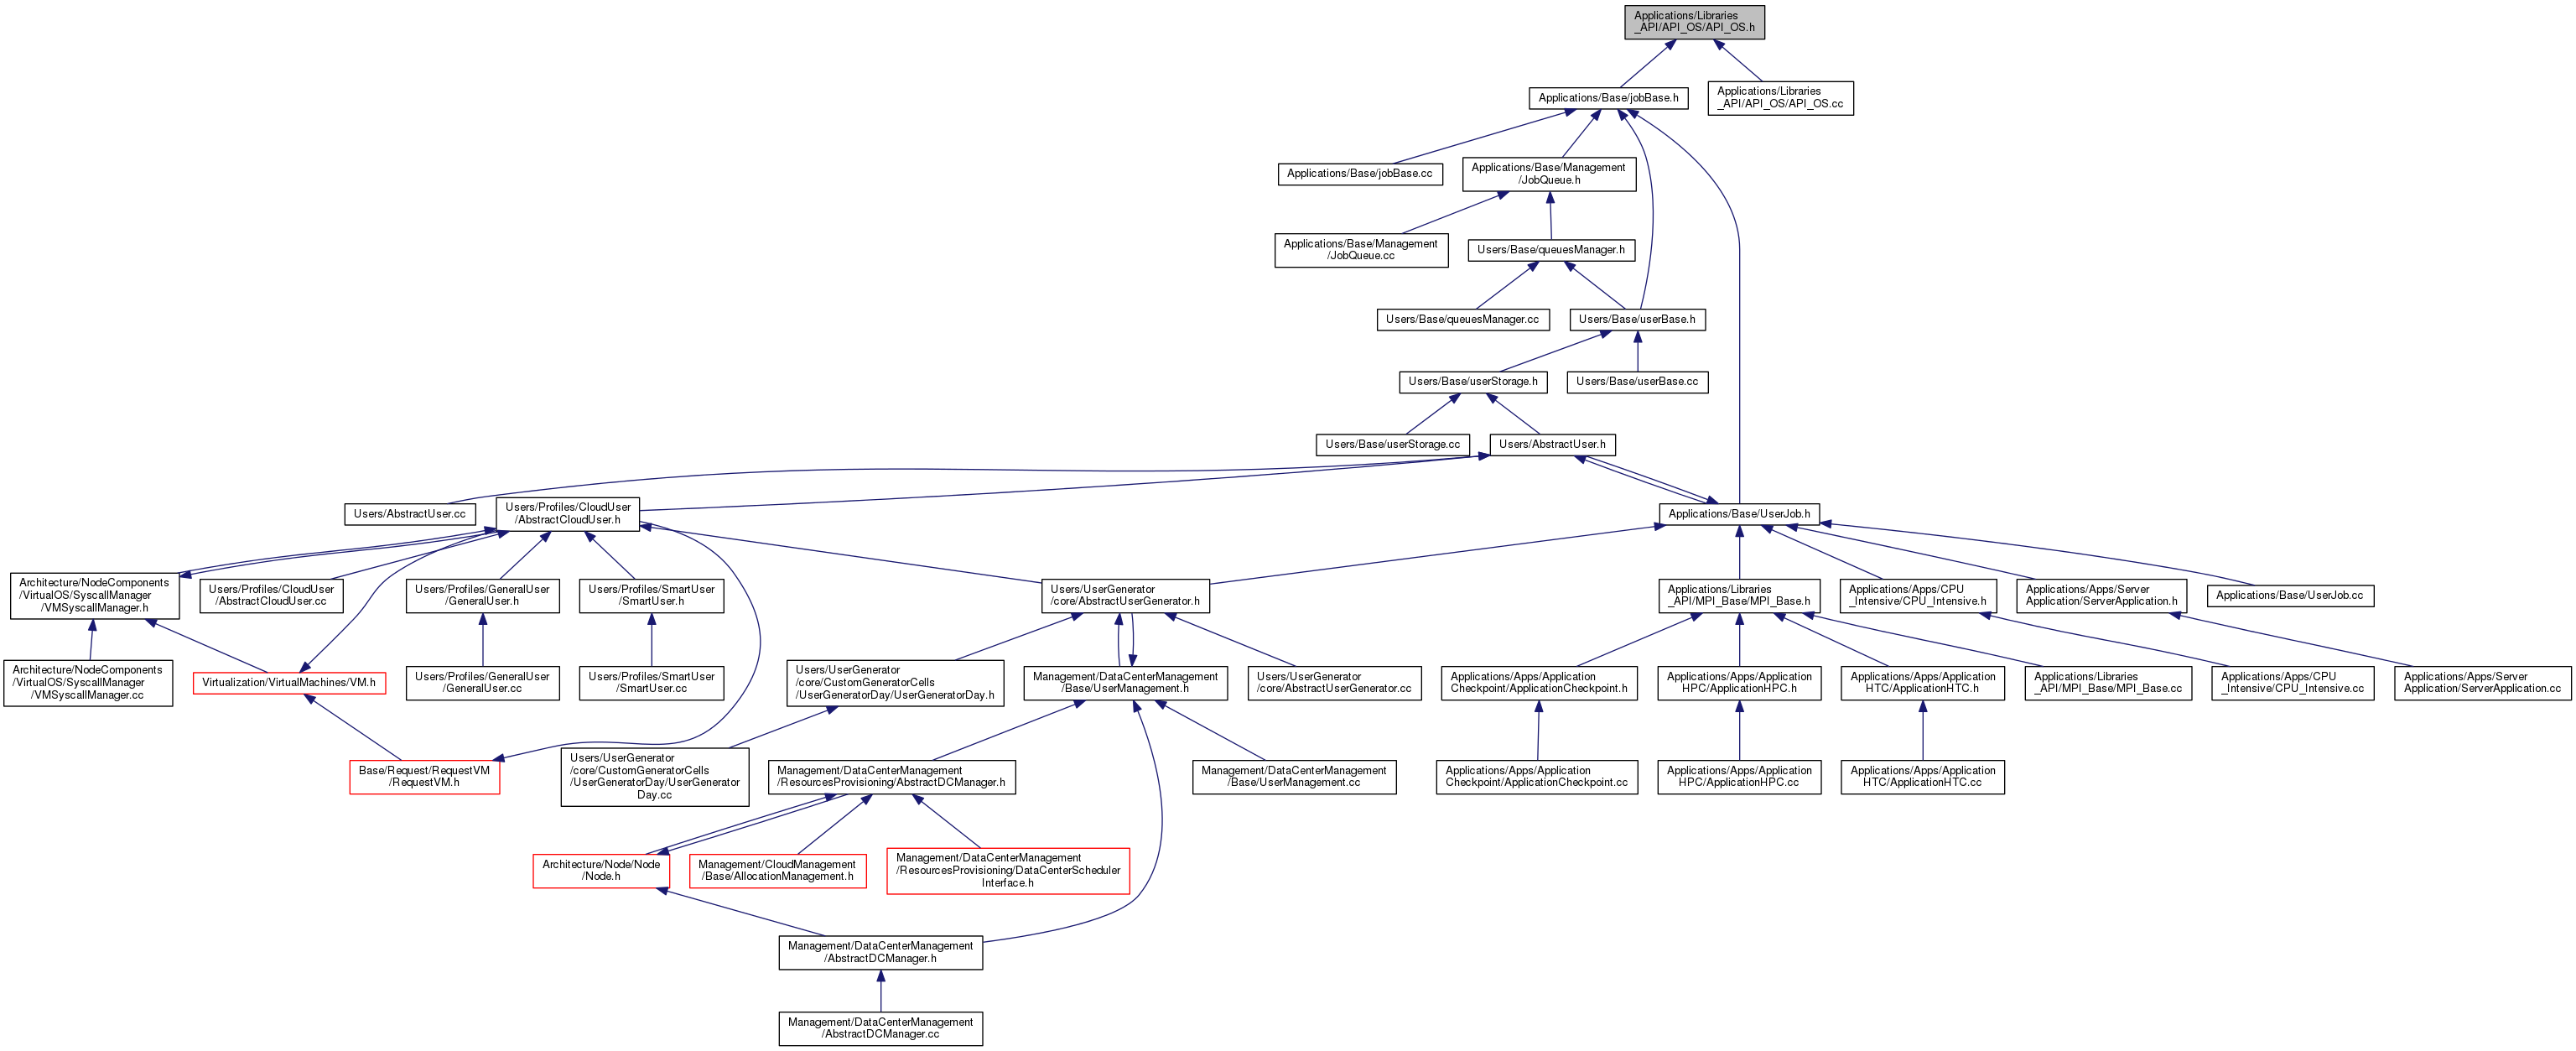 Applications/Libraries
_API/API_OS/API_OS.h
Applications/Base/jobBase.h
Applications/Libraries
_API/API_OS/API_OS.cc
Applications/Base/jobBase.cc
Applications/Base/Management
/JobQueue.h
Applications/Base/Management
/JobQueue.cc
Users/Base/queuesManager.h
Users/Base/queuesManager.cc
Users/Base/userBase.h
Users/Base/userStorage.h
Users/Base/userBase.cc
Users/Base/userStorage.cc
Users/AbstractUser.h
Users/AbstractUser.cc
Users/Profiles/CloudUser
/AbstractCloudUser.h
Applications/Base/UserJob.h
Architecture/NodeComponents
/VirtualOS/SyscallManager
/VMSyscallManager.h
Users/Profiles/CloudUser
/AbstractCloudUser.cc
Users/Profiles/GeneralUser
/GeneralUser.h
Users/Profiles/SmartUser
/SmartUser.h
Users/UserGenerator
/core/AbstractUserGenerator.h
Applications/Libraries
_API/MPI_Base/MPI_Base.h
Applications/Apps/CPU
_Intensive/CPU_Intensive.h
Applications/Apps/Server
Application/ServerApplication.h
Applications/Base/UserJob.cc
Architecture/NodeComponents
/VirtualOS/SyscallManager
/VMSyscallManager.cc
Virtualization/VirtualMachines/VM.h
Users/Profiles/GeneralUser
/GeneralUser.cc
Users/Profiles/SmartUser
/SmartUser.cc
Users/UserGenerator
/core/CustomGeneratorCells
/UserGeneratorDay/UserGeneratorDay.h
Management/DataCenterManagement
/Base/UserManagement.h
Users/UserGenerator
/core/AbstractUserGenerator.cc
Applications/Apps/Application
Checkpoint/ApplicationCheckpoint.h
Applications/Apps/Application
HPC/ApplicationHPC.h
Applications/Apps/Application
HTC/ApplicationHTC.h
Applications/Libraries
_API/MPI_Base/MPI_Base.cc
Applications/Apps/CPU
_Intensive/CPU_Intensive.cc
Applications/Apps/Server
Application/ServerApplication.cc
Base/Request/RequestVM
/RequestVM.h
Users/UserGenerator
/core/CustomGeneratorCells
/UserGeneratorDay/UserGenerator
Day.cc
Management/DataCenterManagement
/ResourcesProvisioning/AbstractDCManager.h
Management/DataCenterManagement
/Base/UserManagement.cc
Applications/Apps/Application
Checkpoint/ApplicationCheckpoint.cc
Applications/Apps/Application
HPC/ApplicationHPC.cc
Applications/Apps/Application
HTC/ApplicationHTC.cc
Architecture/Node/Node
/Node.h
Management/CloudManagement
/Base/AllocationManagement.h
Management/DataCenterManagement
/ResourcesProvisioning/DataCenterScheduler
Interface.h
Management/DataCenterManagement
/AbstractDCManager.h
Management/DataCenterManagement
/AbstractDCManager.cc